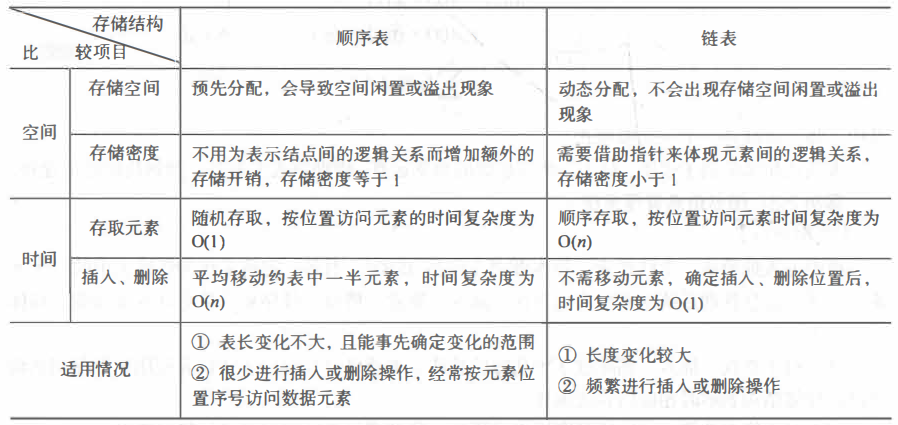 存储结构
比 较项目
顺序表
链表
空间
存储空间
预先分配，会导致空间闲置或溢出现象
动态分配，不会出现存储空间闲置或溢出
现象
存储密度
不用为表示结点间的逻辑关系而增加额外的
存储开销，存储密度等于1
需要借助指针来体现元素间的逻辑关系，
存储密度小于1
时间
存取元素
随机存取，按位置访问元素的时间复杂度为
O(1)
顺序存取，按位置访问元素时间复杂度为
O(n)
插入、删除
平均移动约表中一半元素，时间复杂度为
O(n)
不需移动元素，确定插入、删除位置后，
时间复杂度为 O(1)
适用情况
① 表长变化不大，且能事先确定变化的范围
② 很少进行插入或删除操作，经常按元素位
置序号访问数据元素
① 长度变化较大
② 频繁进行插入或删除操作